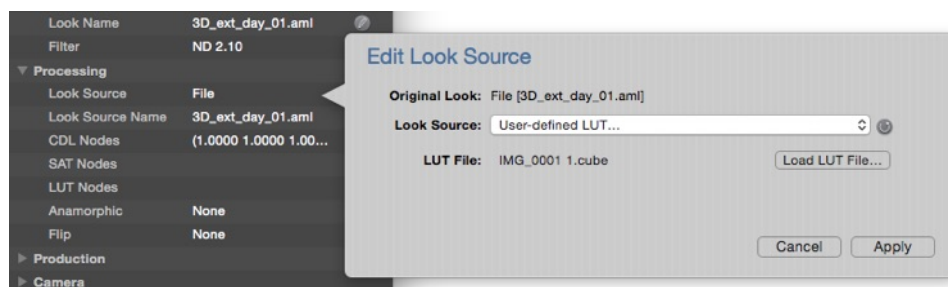 Look Name 3D_ext_day_01.aml
Filter ND 2.10
Processing
Look Source File
Look Source Name 3D_ext_day_01.aml
CDL Nodes (1.0000 1.0000 1.00...
SAT Nodes
LUT Nodes
Anamorphic None
Flip None
Production
Camera
Edit Look Source
Original Look: File [3D_ext_day_01.aml]
Look Source: User-defined LUT...
LUT File: IMG_0001 1.cube Load LUT File...
Cancel Apply